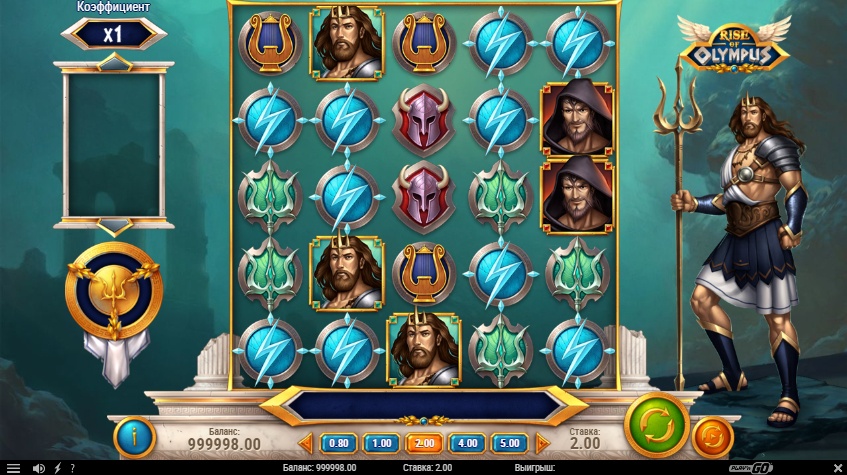 Коэффициент
x1
RISE
OF
OLYMPUS
Баланс:
999998.00
0.80
1.00
2.00
4.00
5.00
Ставка:
2.00
?
Баланс: 999998.00
Ставка: 2.00
Выигрыш:
PLAY'N GO